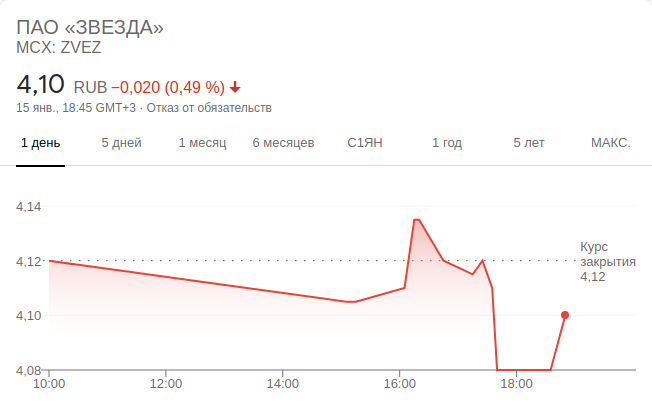 ПАО «ЗВЕЗДА»
MCX: ZVEZ
4,10 RUB −0,020 (0,49 %)
15 янв., 18:45 GMT+3 · Отказ от обязательств
1 день 5 дней 1 месяц 6 месяцев С1ЯН 1 год 5 лет МАКС.
4,14
4,12
4,10
4,08
Курс
закрытия
4,12
10:00 12:00 14:00 16:00 18:00